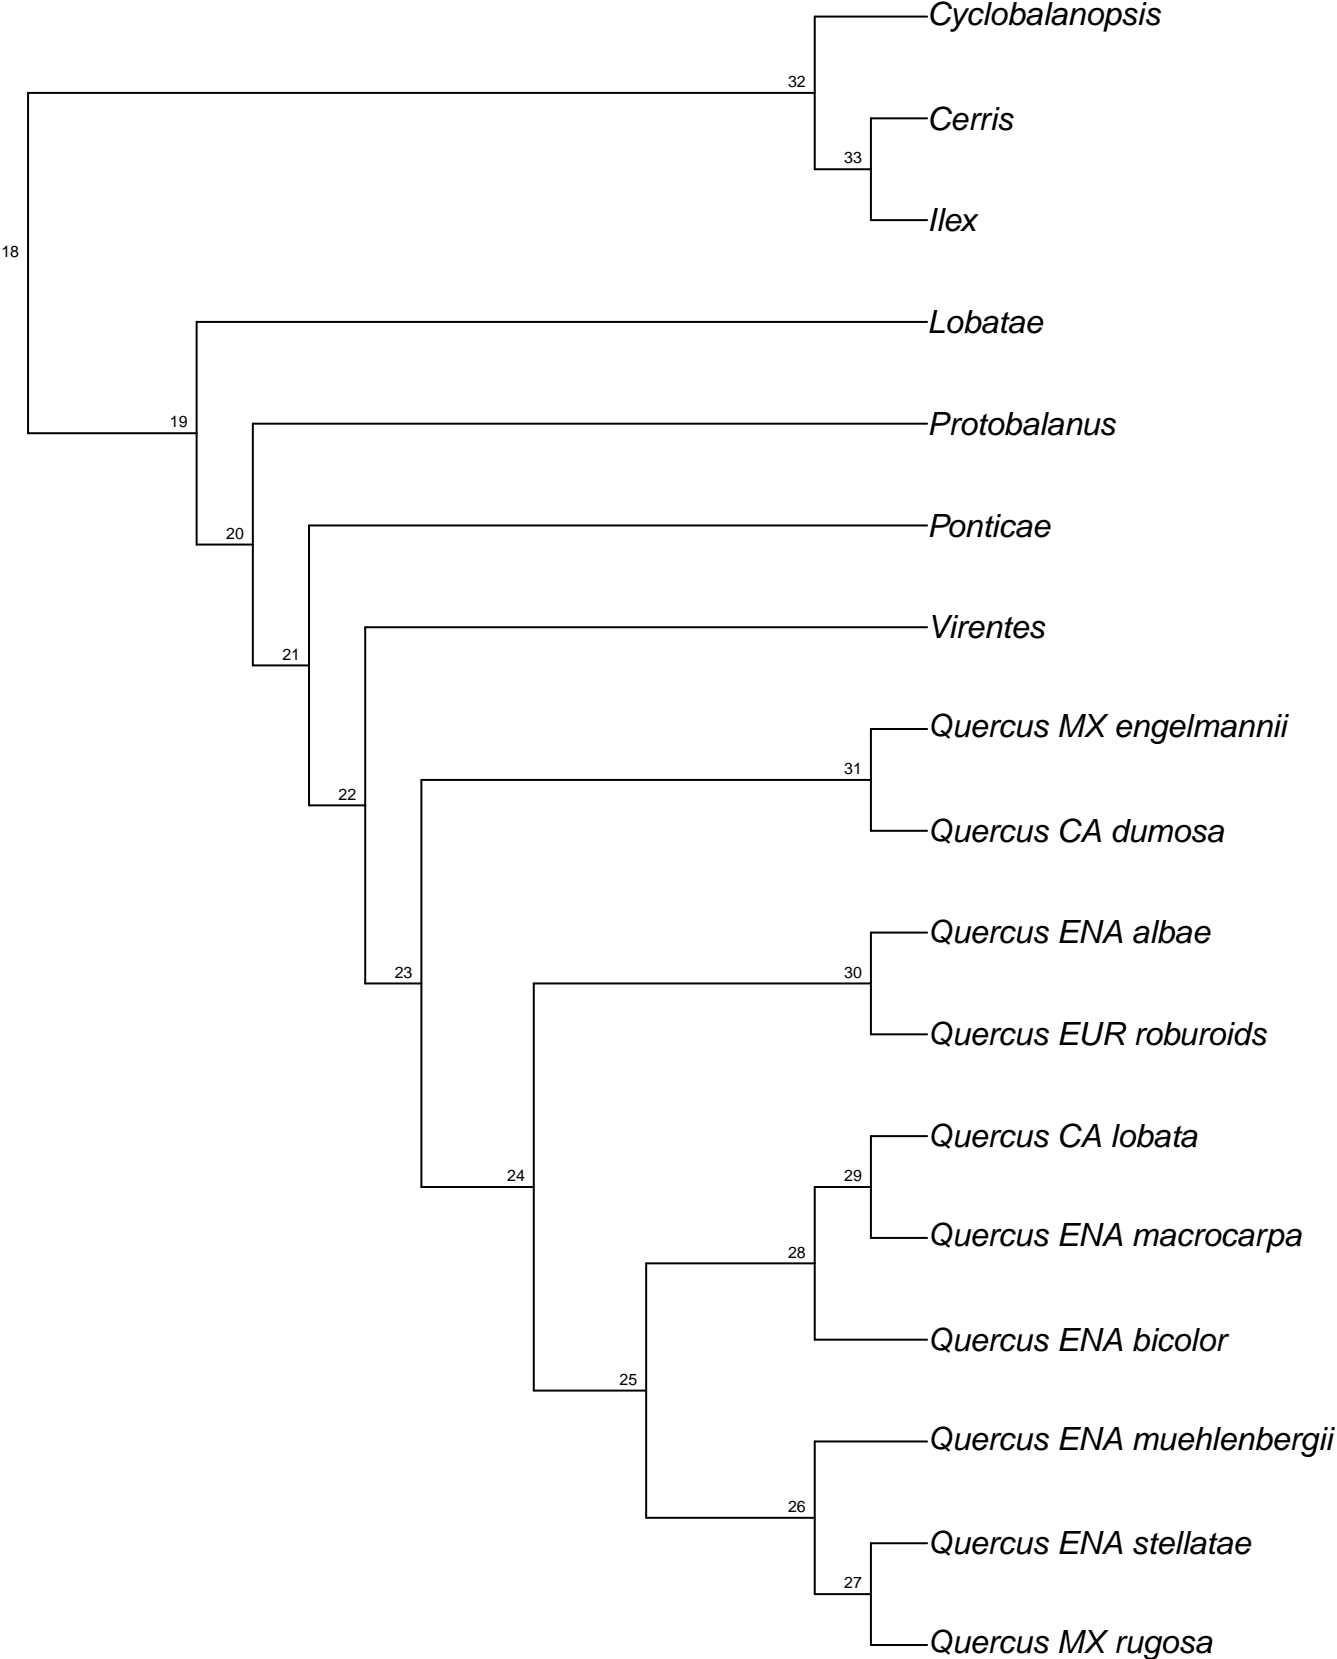 Cyclobalanopsis
32
Cerris
33
Ilex
18
Lobatae
19
Protobalanus
20
Ponticae
21
Virentes
22
Quercus MX engelmannii
31
Quercus CA dumosa
23
Quercus ENA albae
30
Quercus EUR roburoids
24
Quercus CA lobata
29
Quercus ENA macrocarpa
28
Quercus ENA bicolor
25
Quercus ENA muehlenbergii
26
Quercus ENA stellatae
27
Quercus MX rugosa